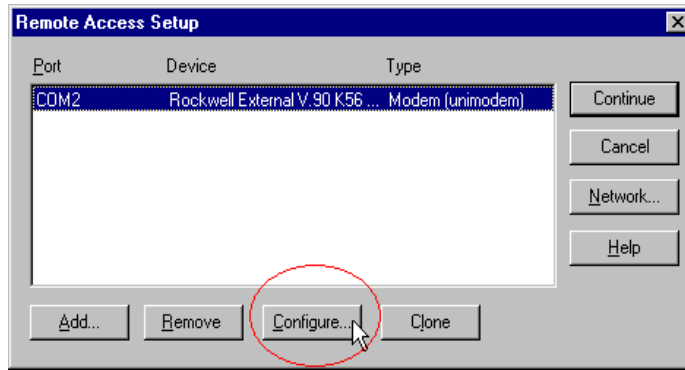 Remote Access Setup
Port Device Type
COM2 Rockwell External V.90 K56 ... Modem (unimodem)
Continue
Cancel
Network...
Help
Add... Remove Configure... Clone